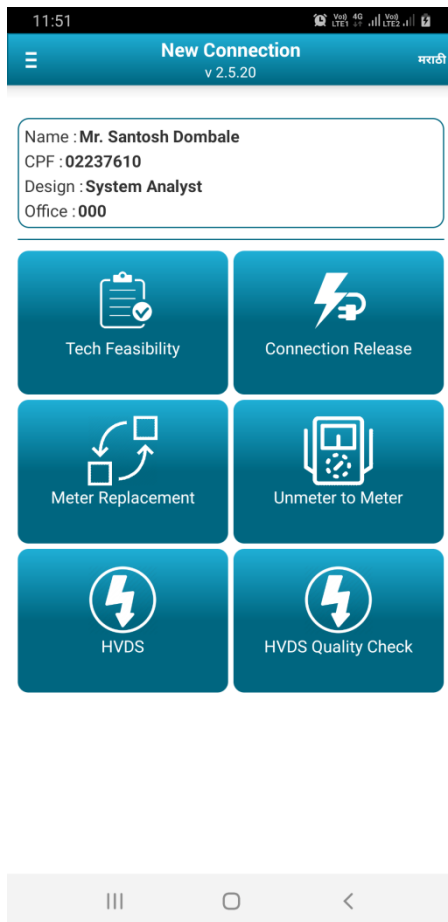 11:51
Vo) 4G Vo)
LTE1 LTE2
New Connection
मराठी
v 2.5.20
Name : Mr. Santosh Dombale
CPF : 02237610
Design : System Analyst
Office : 000
Tech Feasibility
Connection Release
Meter Replacement
Unmeter to Meter
HVDS
HVDS Quality Check